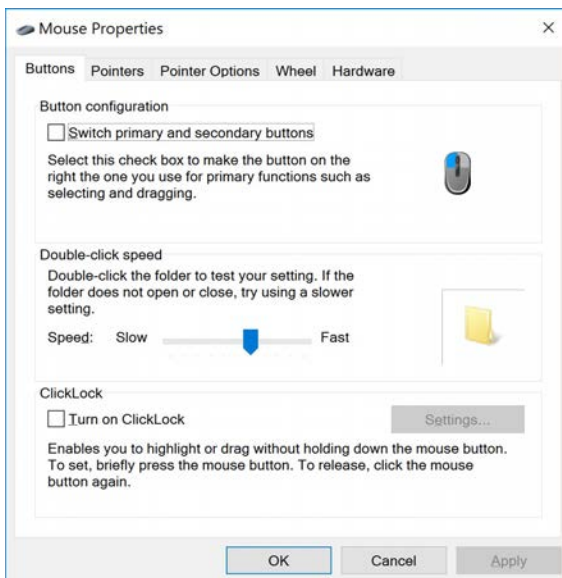 Mouse Properties
Buttons Pointers Pointer Options Wheel Hardware
Button configuration
Switch primary and secondary buttons
Select this check box to make the button on the
right the one you use for primary functions such as
selecting and dragging.
Double-click speed
Double-click the folder to test your setting. If the
folder does not open or close, try using a slower
setting.
Speed: Slow Fast
ClickLock
Turn on ClickLock Settings...
Enables you to highlight or drag without holding down the mouse button.
To set, briefly press the mouse button. To release, click the mouse
button again.
OK Cancel Apply